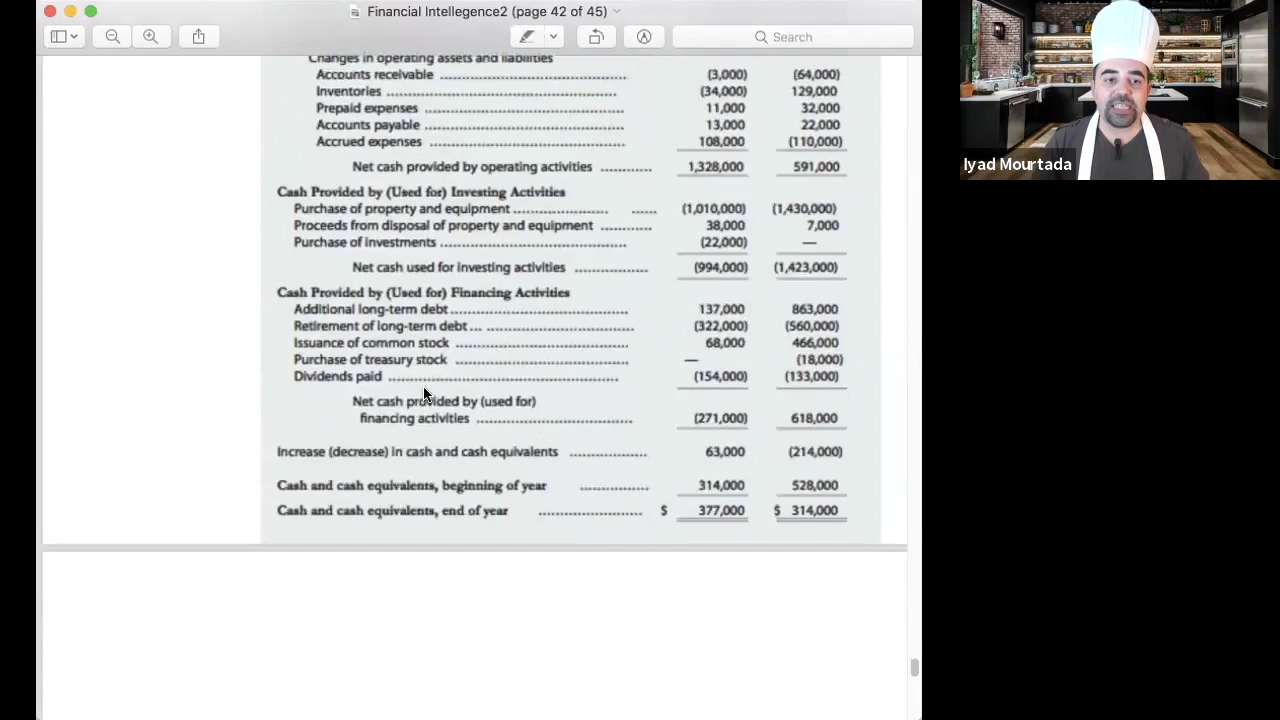 Financial Intellegence2 (page 42 of 45)
Search
Changes in operating assets and liabilities
Accounts receivable (3,000) (64,000)
Inventories (34,000) 129,000
Prepaid expenses 11,000 32,000
Accounts payable 13,000 22,000
Accrued expenses 108,000 (110,000)
Net cash provided by operating activities 1,328,000 591,000
Cash Provided by (Used for) Investing Activities
Purchase of property and equipment (1,010,000) (1,430,000)
Proceeds from disposal of property and equipment 38,000 7,000
Purchase of investments (22,000) —
Net cash used for investing activities (994,000) (1,423,000)
Cash Provided by (Used for) Financing Activities
Additional long-term debt 137,000 863,000
Retirement of long-term debt (322,000) (560,000)
Issuance of common stock 68,000 466,000
Purchase of treasury stock — (18,000)
Dividends paid (154,000) (133,000)
Net cash provided by (used for)
financing activities (271,000) 618,000
Increase (decrease) in cash and cash equivalents 63,000 (214,000)
Cash and cash equivalents, beginning of year 314,000 528,000
Cash and cash equivalents, end of year $ 377,000 $ 314,000
Iyad Mourtada